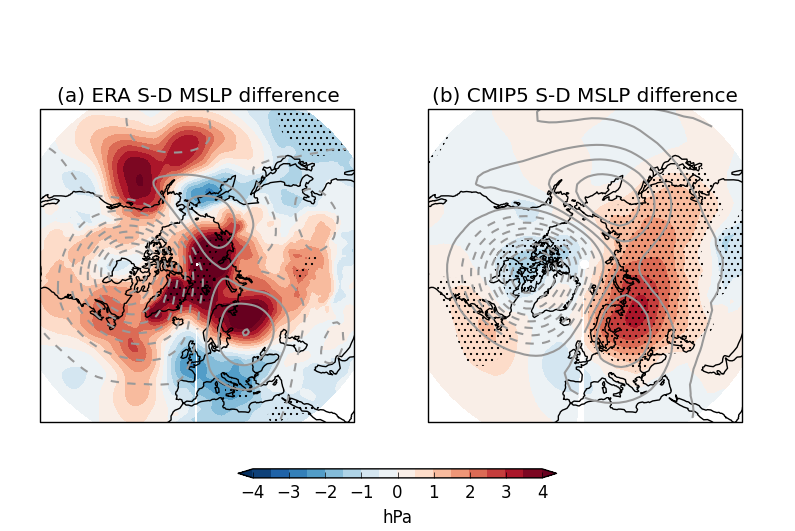 (a) ERA S-D MSLP difference
(b) CMIP5 S-D MSLP difference
−4 −3 −2 −1 0 1 2 3 4
hPa